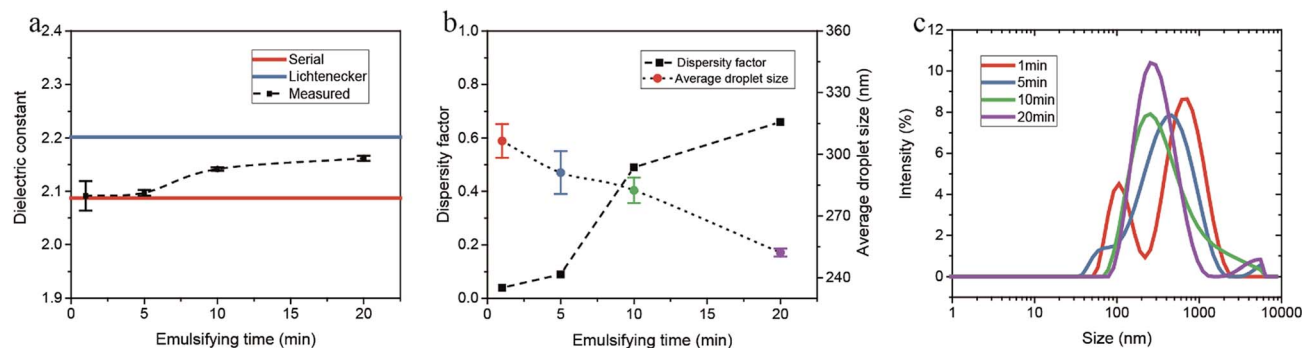 a
2.4
2.3
2.2
2.1
2.0
1.9
0
5
10
15
20
Dielectric constant
Emulsifying time (min)
Serial
Lichtenecker
Measured
b
1.0
0.8
0.6
0.4
0.2
0.0
0
5
10
15
20
Dispersity factor
Emulsifying time (min)
360
330
300
270
240
Average droplet size (nm)
Dispersity factor
Average droplet size
c
12
10
8
6
4
2
0
1
10
100
1000
10000
Intensity (%)
Size (nm)
1min
5min
10min
20min